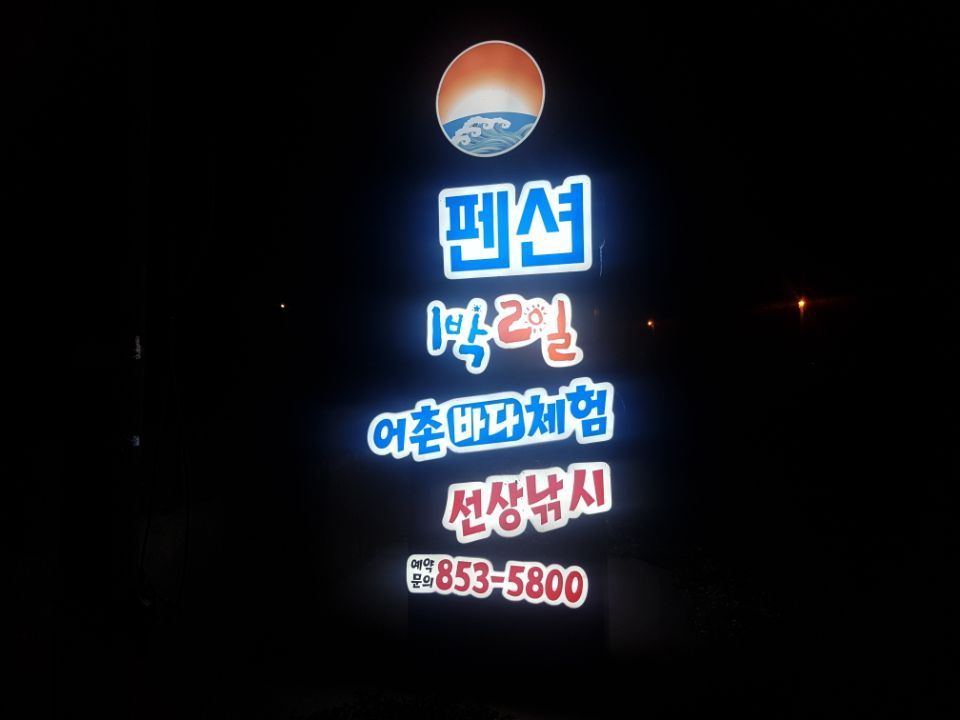 펜션
1박2일
어촌바다체험
선상낚시
예약문의 853-5800